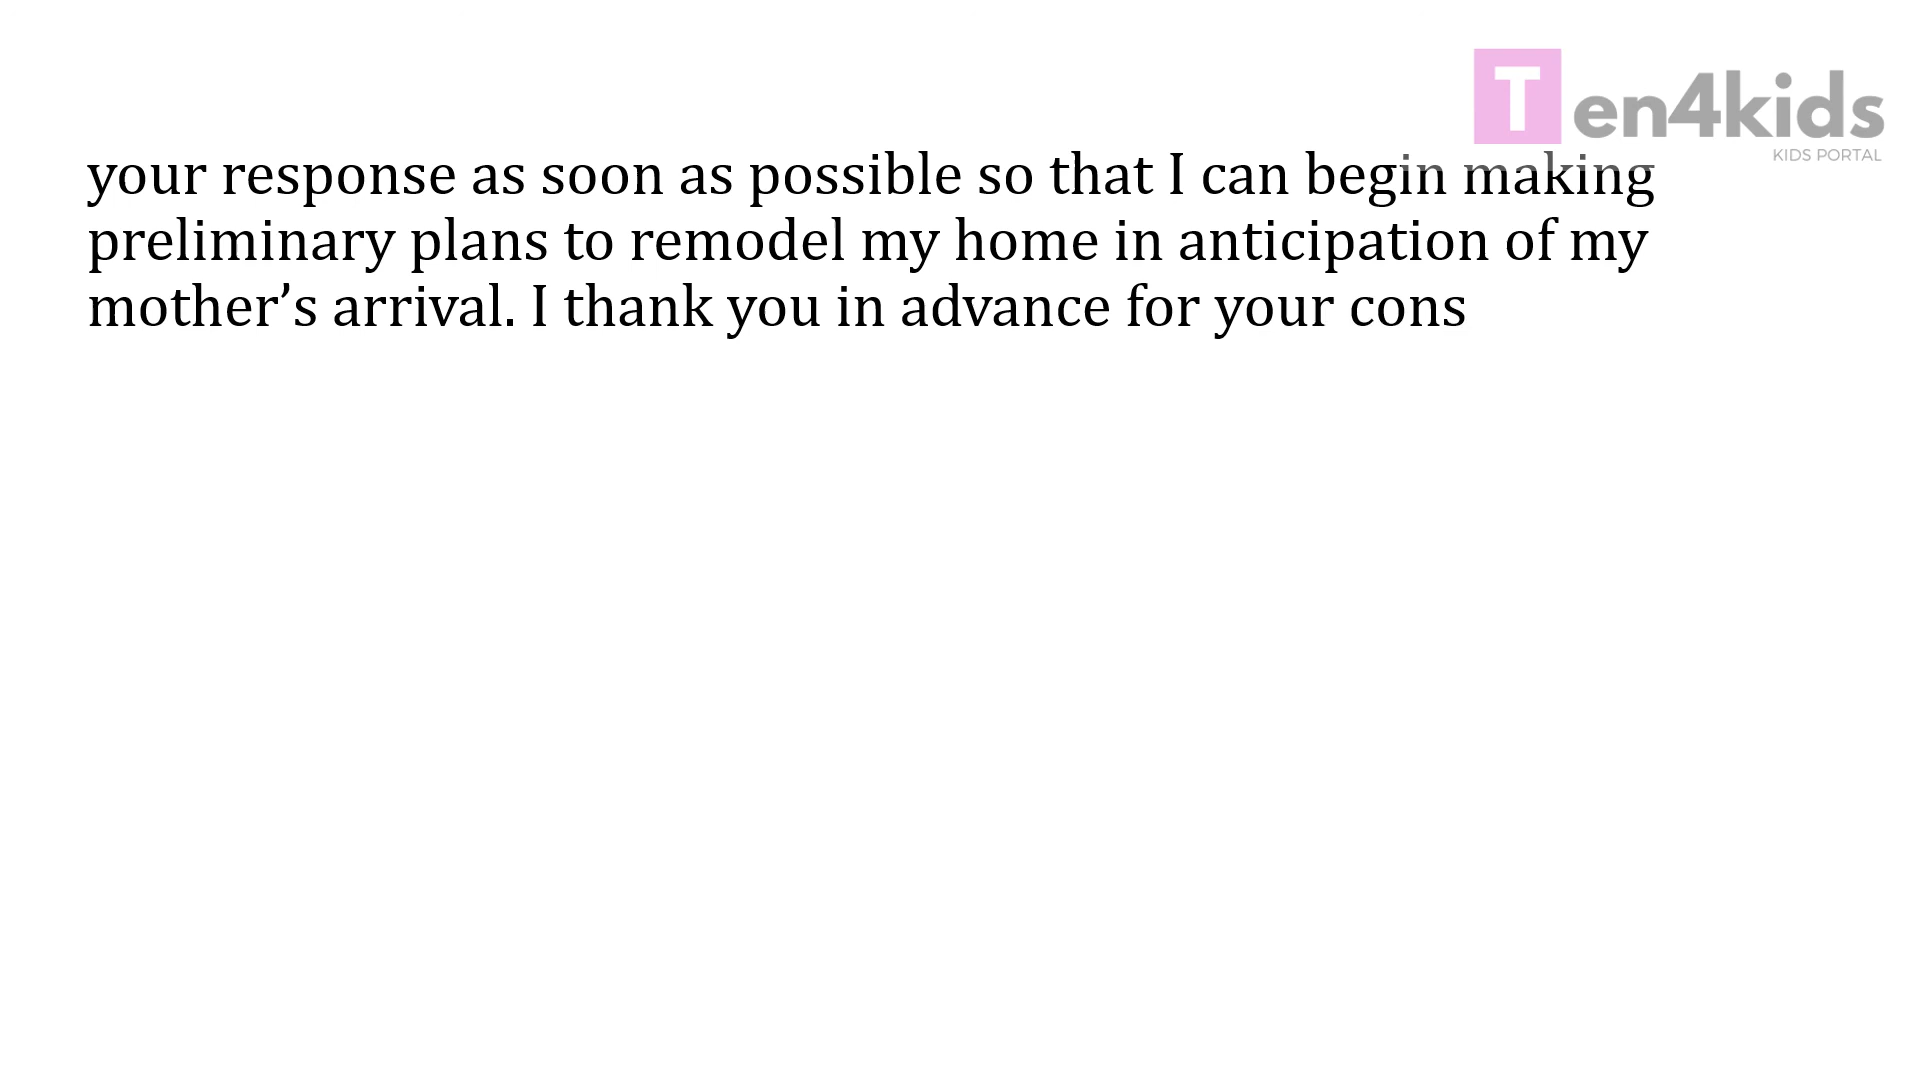 Ten4kids
KIDS PORTAL
your response as soon as possible so that I can begin making
preliminary plans to remodel my home in anticipation of my
mother’s arrival. I thank you in advance for your cons